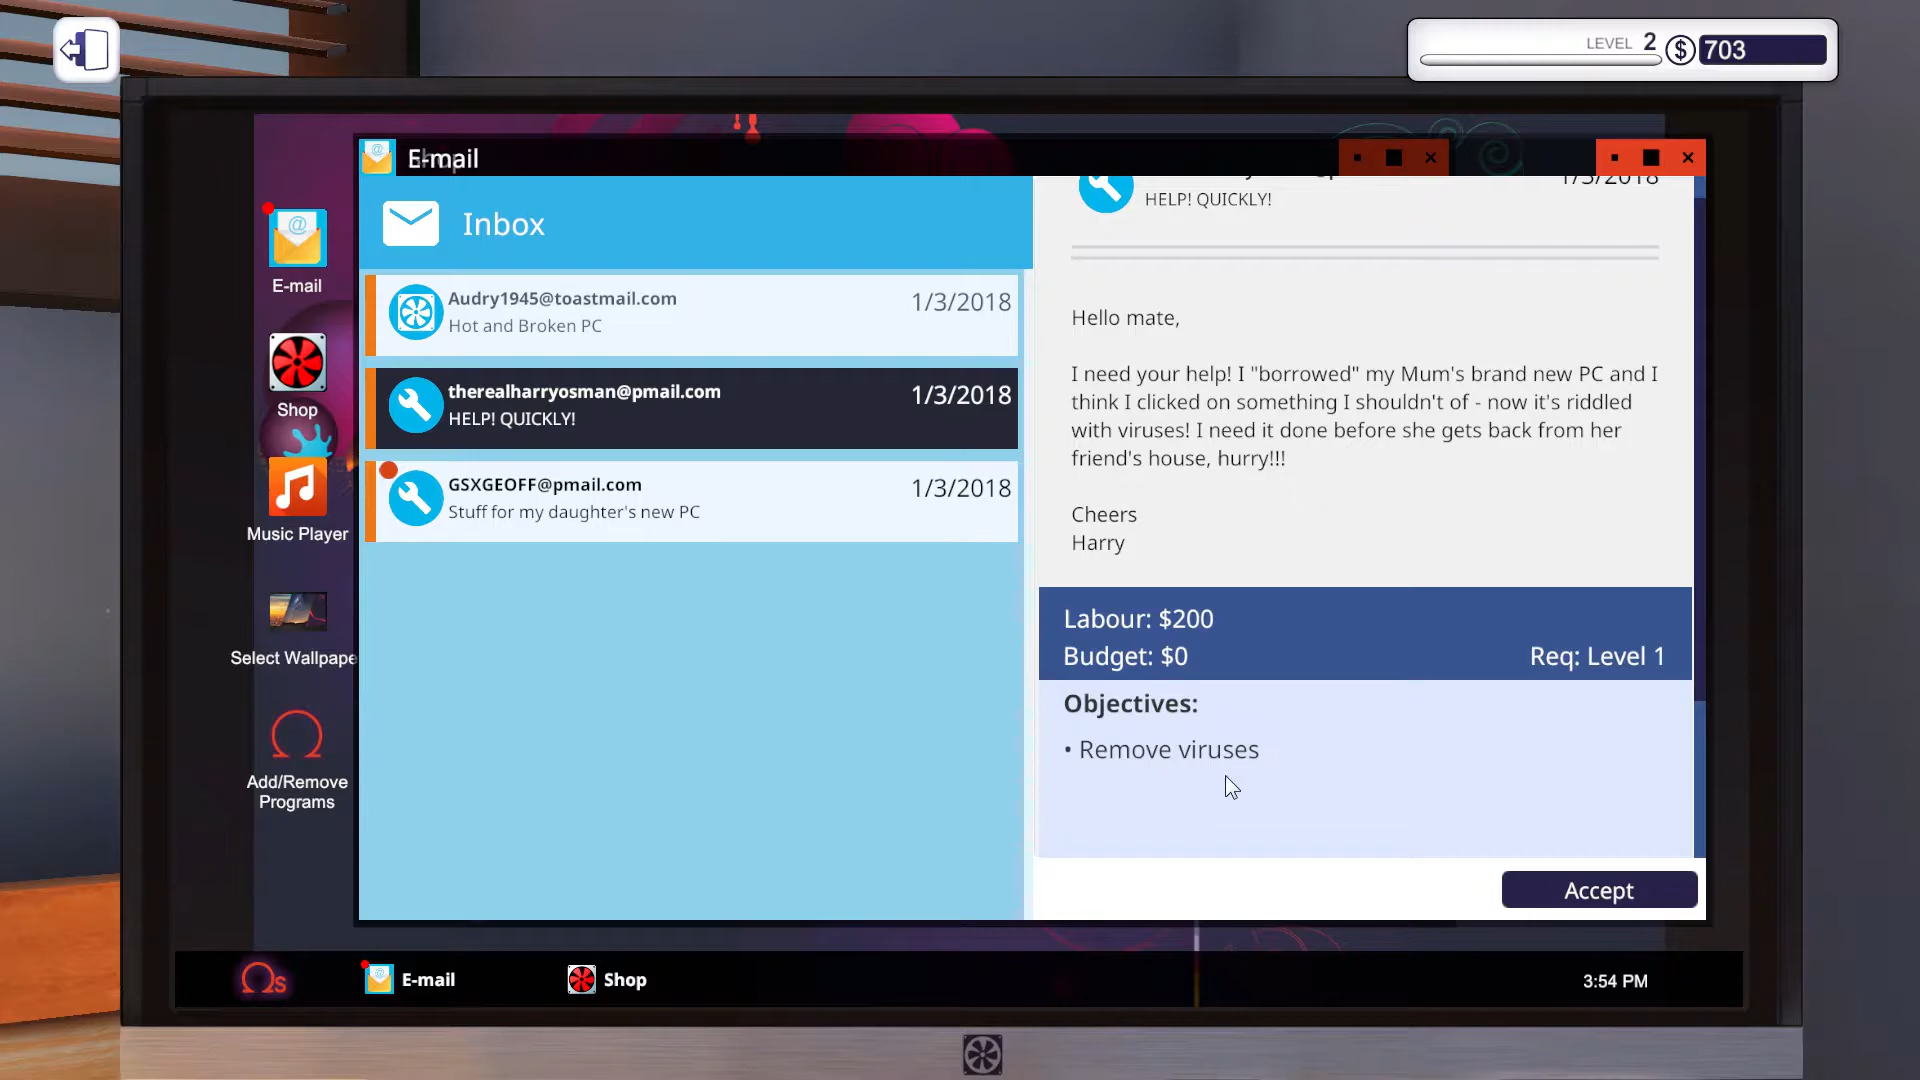 LEVEL 2
$ 703
E-mail
Inbox
Audry1945@toastmail.com
1/3/2018
Hot and Broken PC
therealharryosman@pmail.com
1/3/2018
HELP! QUICKLY!
GSXGEOFF@pmail.com
1/3/2018
Stuff for my daughter's new PC
1/3/2018
HELP! QUICKLY!
Hello mate,
I need your help! I "borrowed" my Mum's brand new PC and I
think I clicked on something I shouldn't of - now it's riddled
with viruses! I need it done before she gets back from her
friend's house, hurry!!!
Cheers
Harry
Labour: $200
Budget: $0
Req: Level 1
Objectives:
• Remove viruses
Accept
E-mail
Shop
Music Player
Select Wallpape
Add/Remove
Programs
Ωs
E-mail
Shop
3:54 PM